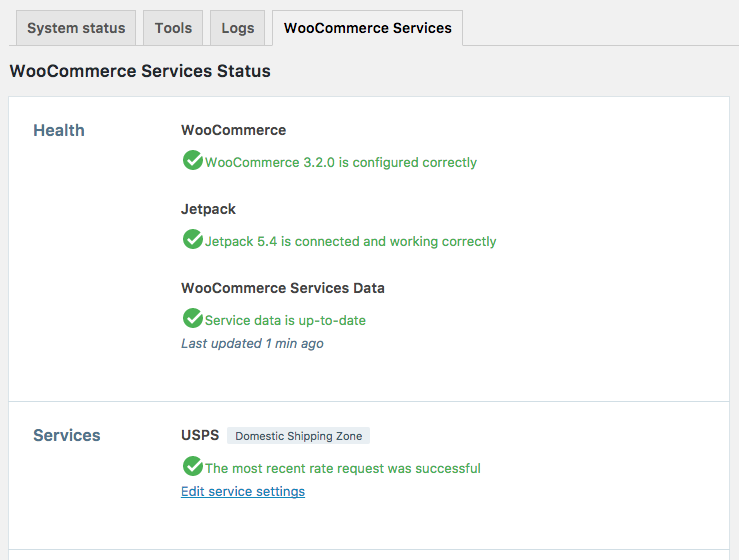 System status
Tools
Logs
WooCommerce Services
WooCommerce Services Status
Health
WooCommerce
WooCommerce 3.2.0 is configured correctly
Jetpack
Jetpack 5.4 is connected and working correctly
WooCommerce Services Data
Service data is up-to-date
Last updated 1 min ago
Services
USPS Domestic Shipping Zone
The most recent rate request was successful
Edit service settings